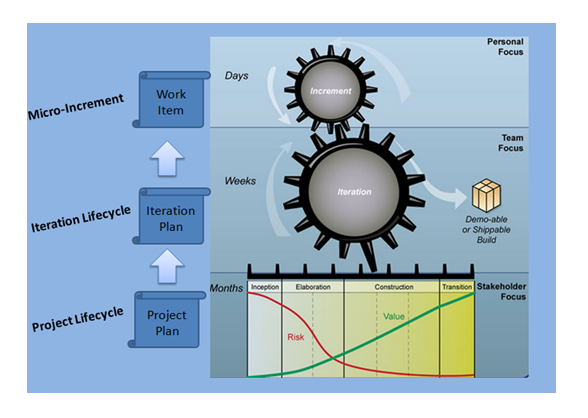 Personal
Focus
Days
Micro-Increment
Work
Item
Increment
Team
Focus
Weeks
Iteration Lifecycle
Iteration
Plan
Iteration
Demo-able
or Shippable
Build
Months
Inception
Elaboration
Construction
Transition
Stakeholder
Focus
Project Lifecycle
Project
Plan
Risk
Value